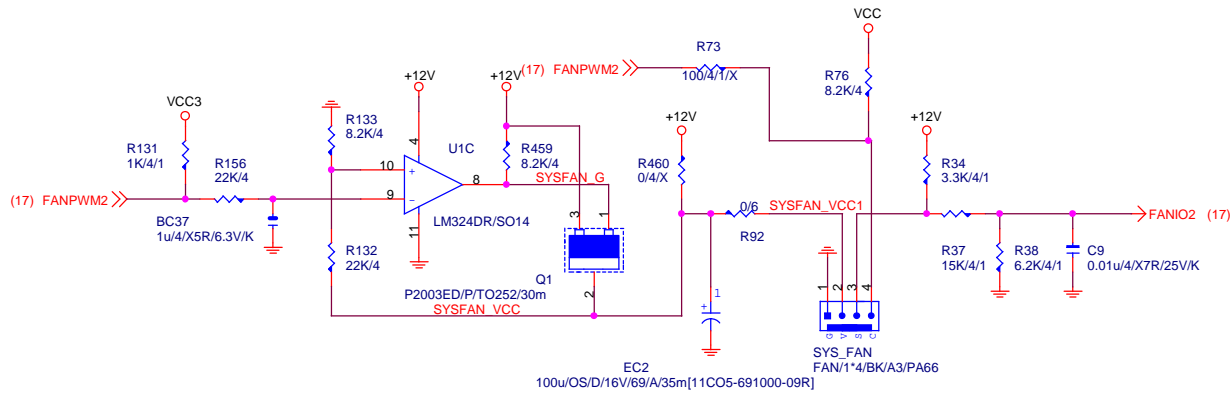 VCC
R73
(17) FANPWM2
100/4/1/X
R76
8.2K/4
+12V
+12V
VCC3
R133
8.2K/4
+12V
+12V
R131
1K/4/1
R156
22K/4
4
U1C
R459
8.2K/4
R460
0/4/X
R34
3.3K/4/1
10
+
8
SYSFAN_G
9
-
(17) FANPWM2
LM324DR/SO14
3
1
0/6
SYSFAN_VCC1
FANIO2 (17)
BC37
1u/4/X5R/6.3V/K
11
R92
R37
15K/4/1
R38
6.2K/4/1
C9
0.01u/4/X7R/25V/K
R132
22K/4
Q1
P2003ED/P/TO252/30m
2
1
2
3
4
SYSFAN_VCC
1
+
G
V
S
C
SYS_FAN
FAN/1*4/BK/A3/PA66
EC2
100u/OS/D/16V/69/A/35m[11CO5-691000-09R]